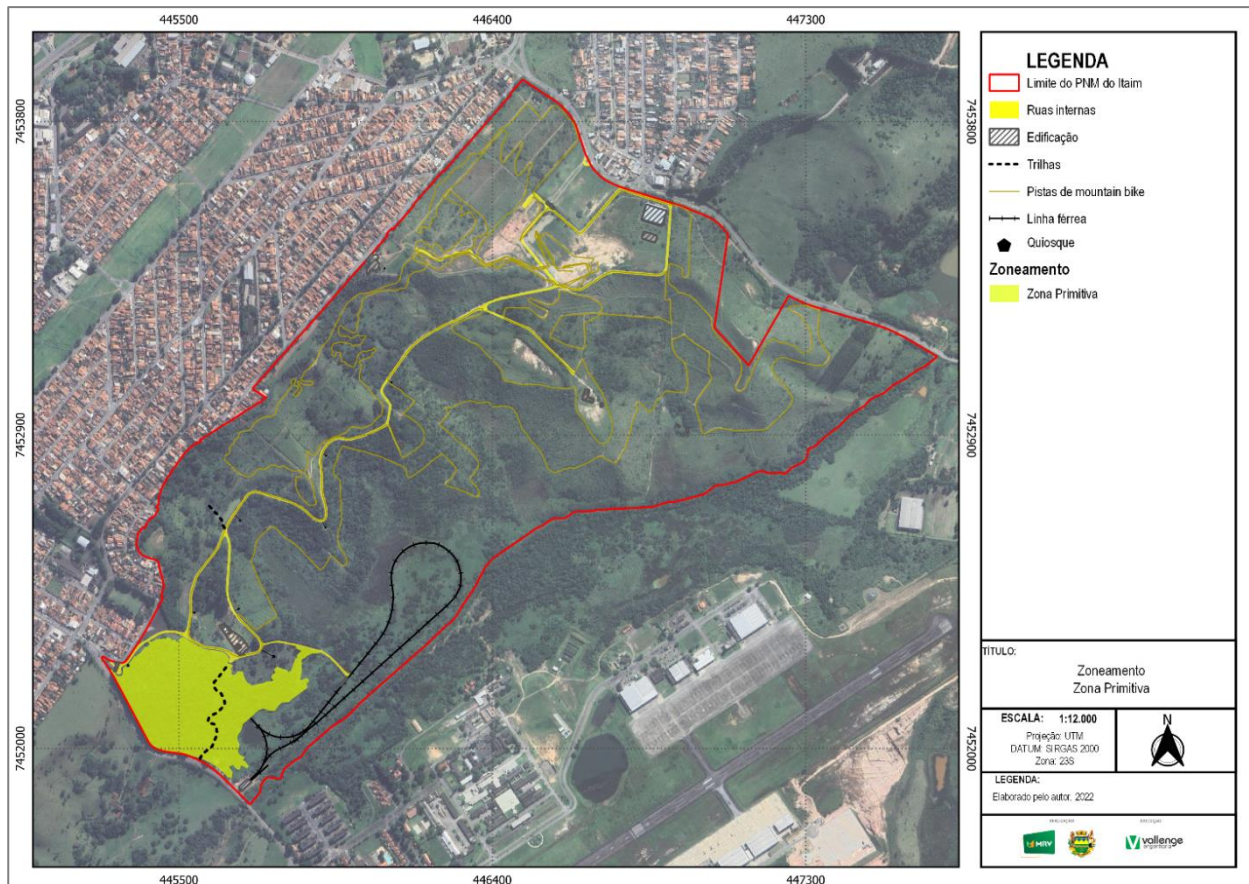 445500 446400 447300
7453800 7453800
7452900 7452900
7452000 7452000
445500 446400 447300
LEGENDA
Limite do PNM do Itaim
Ruas internas
Edificação
Trilhas
Pistas de mountain bike
Linha férrea
Quiosque
Zoneamento
Zona Primitiva
TÍTULO:
Zoneamento
Zona Primitiva
ESCALA: 1:12.000
Projeção: UTM
DATUM: SIRGAS 2000
Zona: 23S
N
LEGENDA:
Elaborado pelo autor, 2022
MRV
vallenge
engenharia